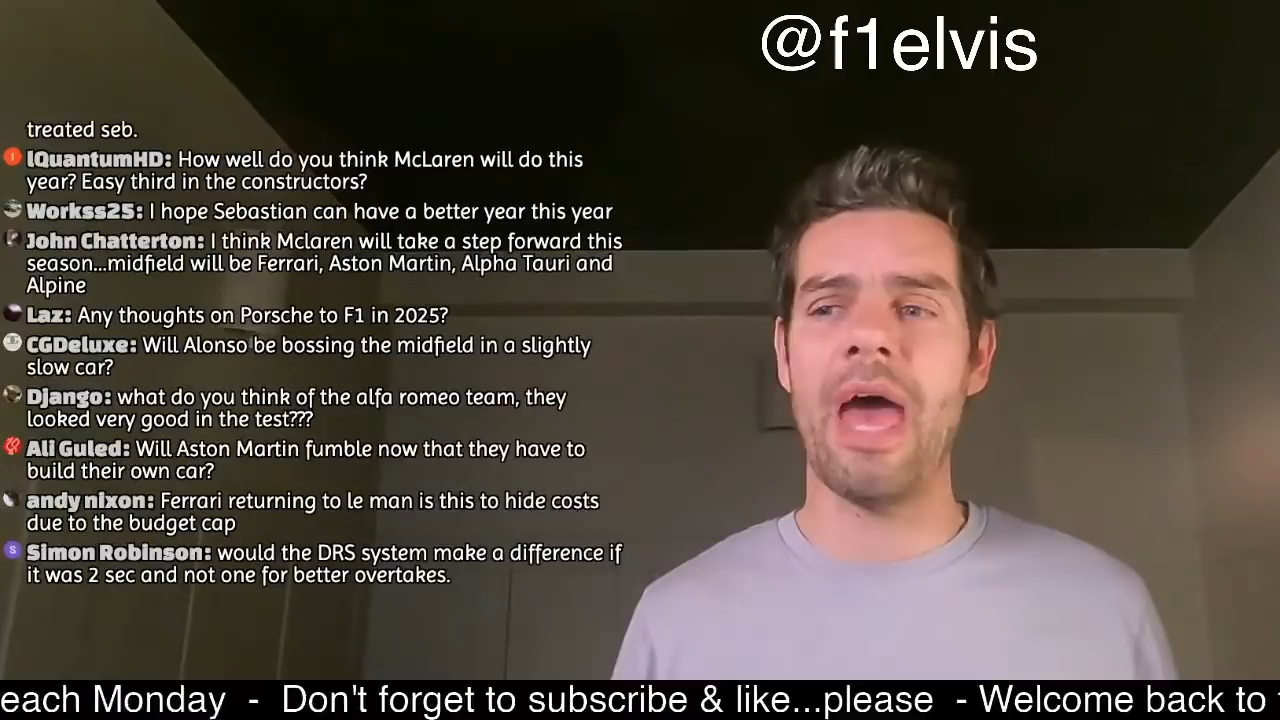 @f1elvis
treated seb.
lQuantumHD: How well do you think McLaren will do this
year? Easy third in the constructors?
Workss25: I hope Sebastian can have a better year this year
John Chatterton: I think Mclaren will take a step forward this
season...midfield will be Ferrari, Aston Martin, Alpha Tauri and
Alpine
Laz: Any thoughts on Porsche to F1 in 2025?
CGDeluxe: Will Alonso be bossing the midfield in a slightly
slow car?
Django: what do you think of the alfa romeo team, they
looked very good in the test???
Ali Guled: Will Aston Martin fumble now that they have to
build their own car?
andy nixon: Ferrari returning to le man is this to hide costs
due to the budget cap
S Simon Robinson: would the DRS system make a difference if
it was 2 sec and not one for better overtakes.
each Monday - Don't forget to subscribe & like...please - Welcome back to